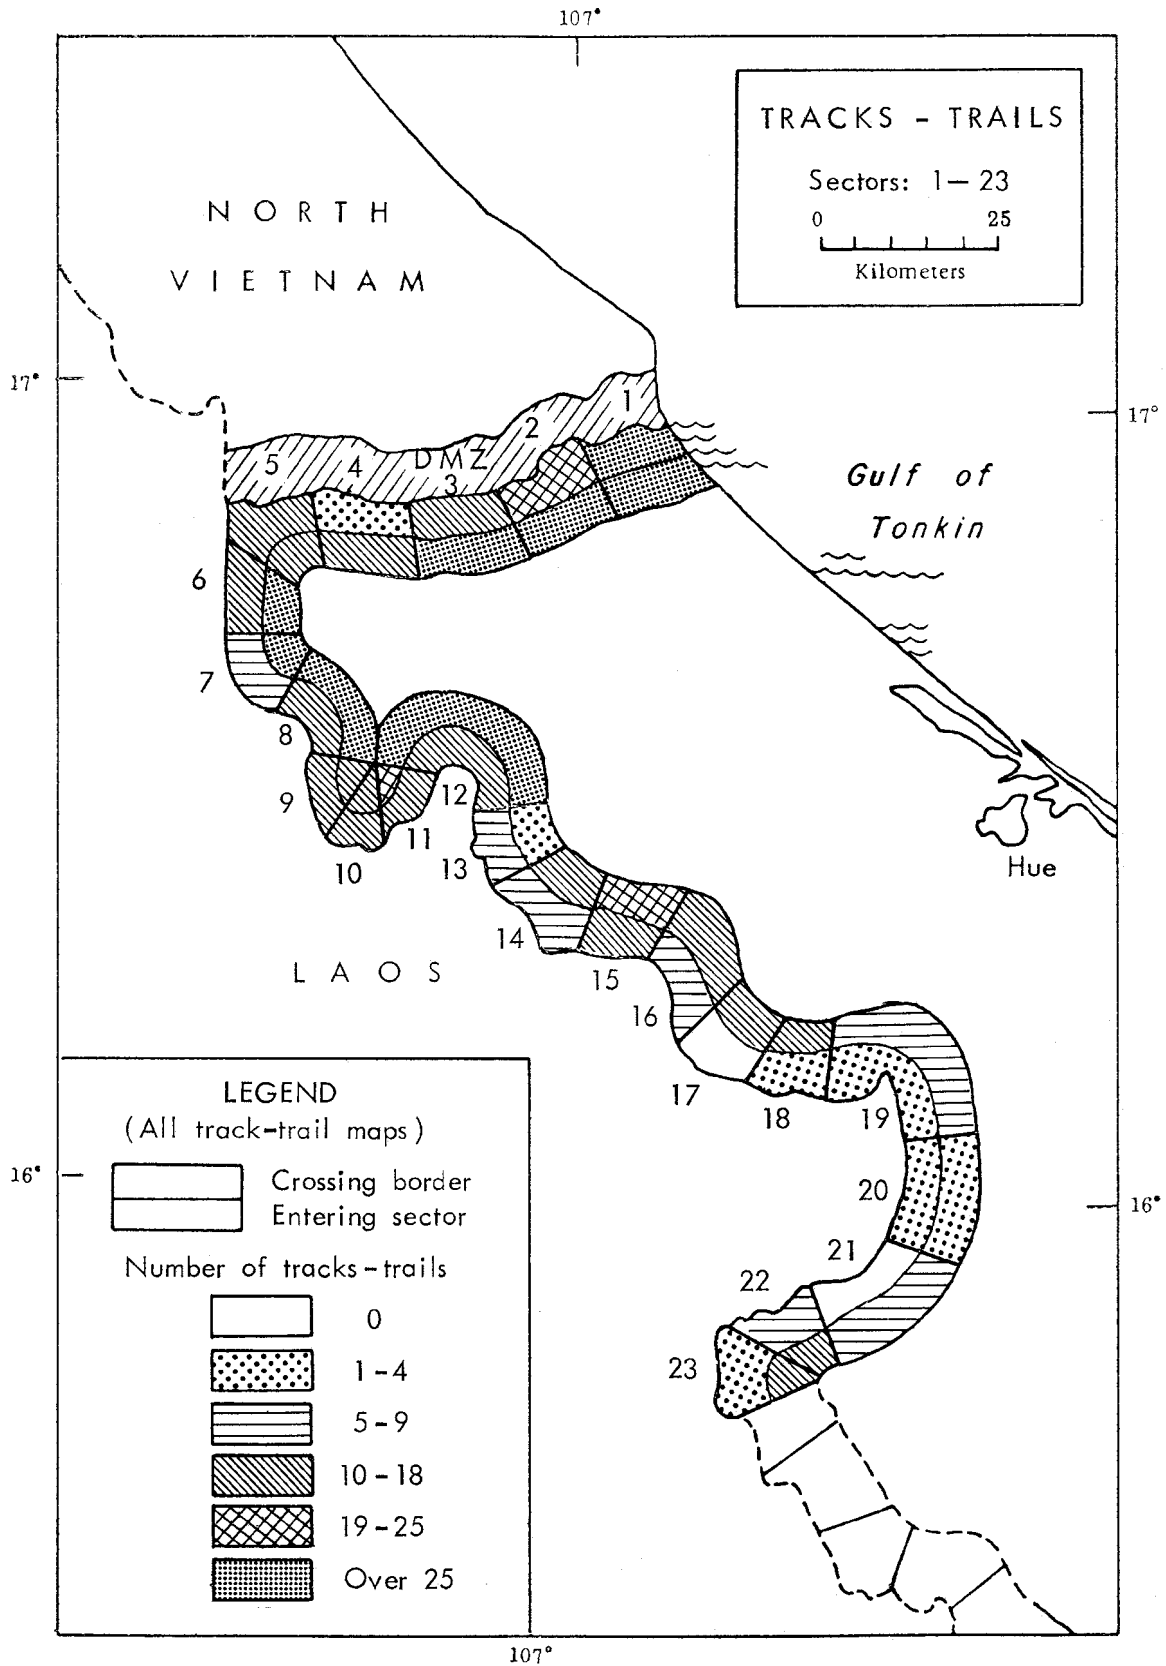 107°
TRACKS - TRAILS
Sectors: 1-23
0 25
Kilometers
NORTH
VIETNAM
17°
17°
1
2
DMZ
3
4
5
Gulf of
Tonkin
6
7
8
9
10
11
12
13
14
15
16
17
18
19
20
21
22
23
Hue
LAOS
16°
16°
LEGEND
(All track-trail maps)
Crossing border
Entering sector
Number of tracks-trails
0
1-4
5-9
10-18
19-25
Over 25
107°